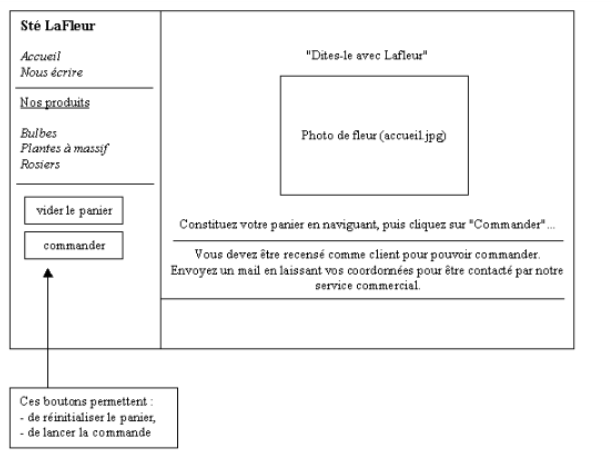 Sté LaFleur
Accueil
Nous écrire
Nos produits
Bulbes
Plantes à massif
Rosiers
vider le panier
commander
"Dites-le avec Lafleur"
Photo de fleur (accueil.jpg)
Constituez votre panier en naviguant, puis cliquez sur "Commander"...
Vous devez être recensé comme client pour pouvoir commander.
Envoyez un mail en laissant vos coordonnées pour être contacté par notre
service commercial.
Ces boutons permettent :
- de réinitialiser le panier,
- de lancer la commande